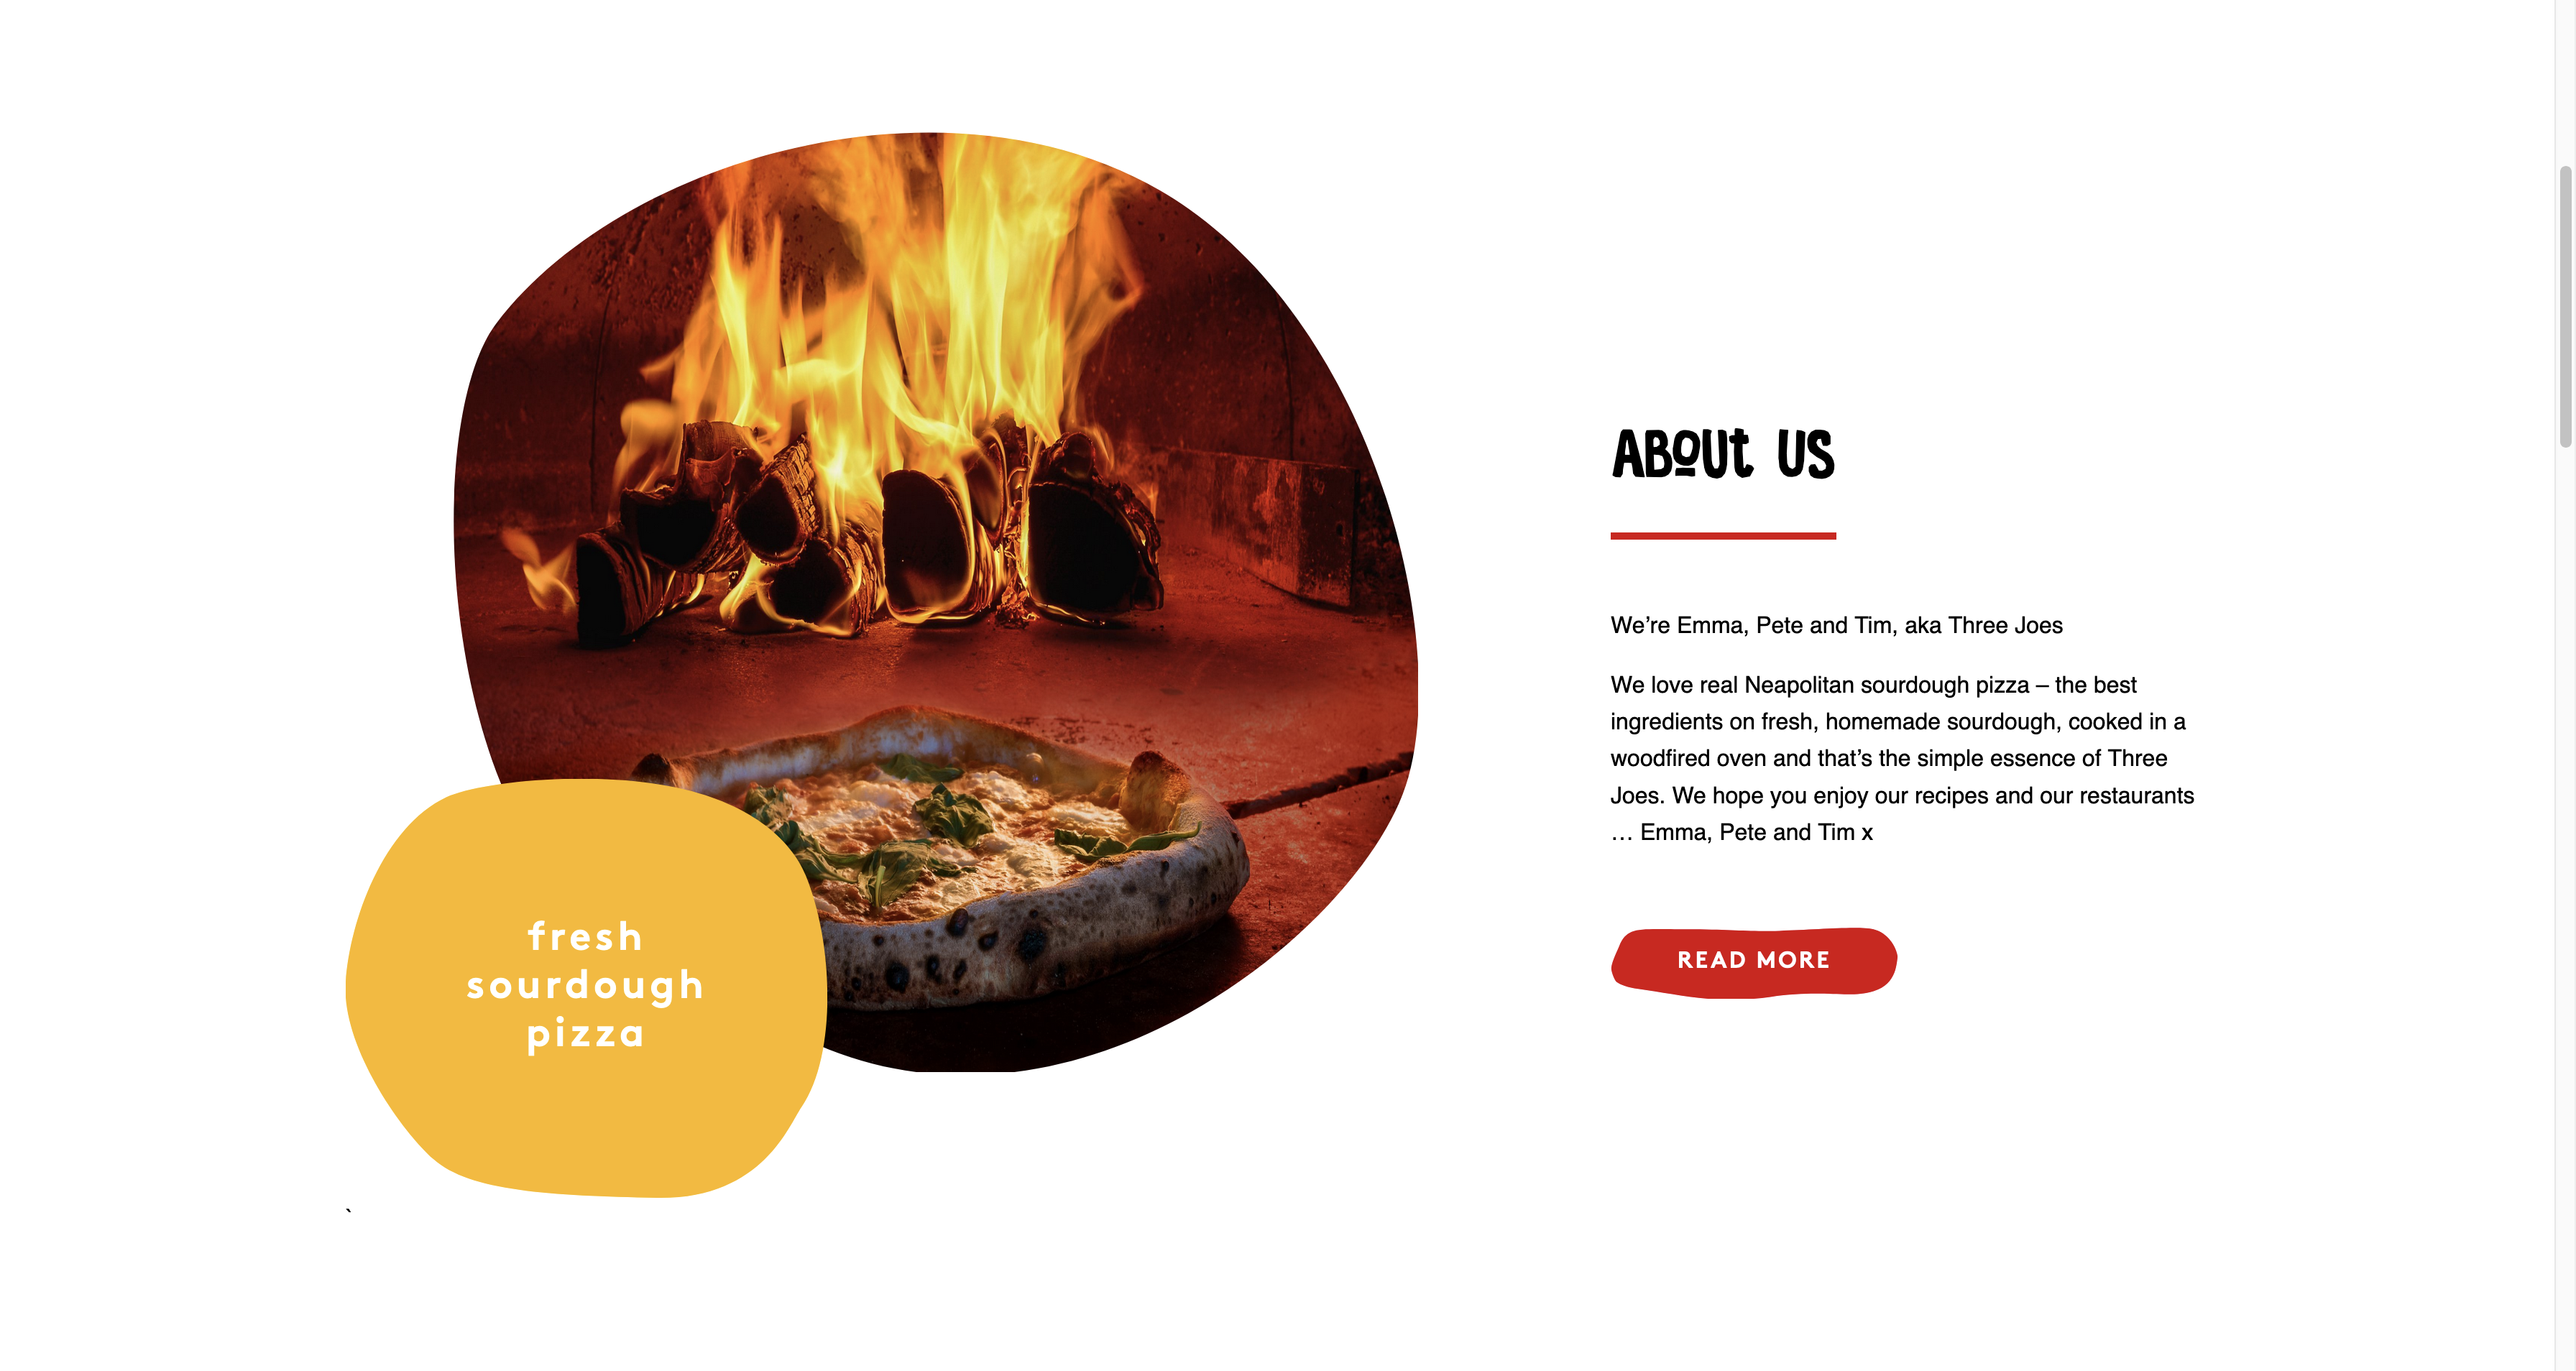 fresh
sourdough
pizza
`
ABOUt US
We’re Emma, Pete and Tim, aka Three Joes
We love real Neapolitan sourdough pizza – the best
ingredients on fresh, homemade sourdough, cooked in a
woodfired oven and that’s the simple essence of Three
Joes. We hope you enjoy our recipes and our restaurants
… Emma, Pete and Tim x
READ MORE